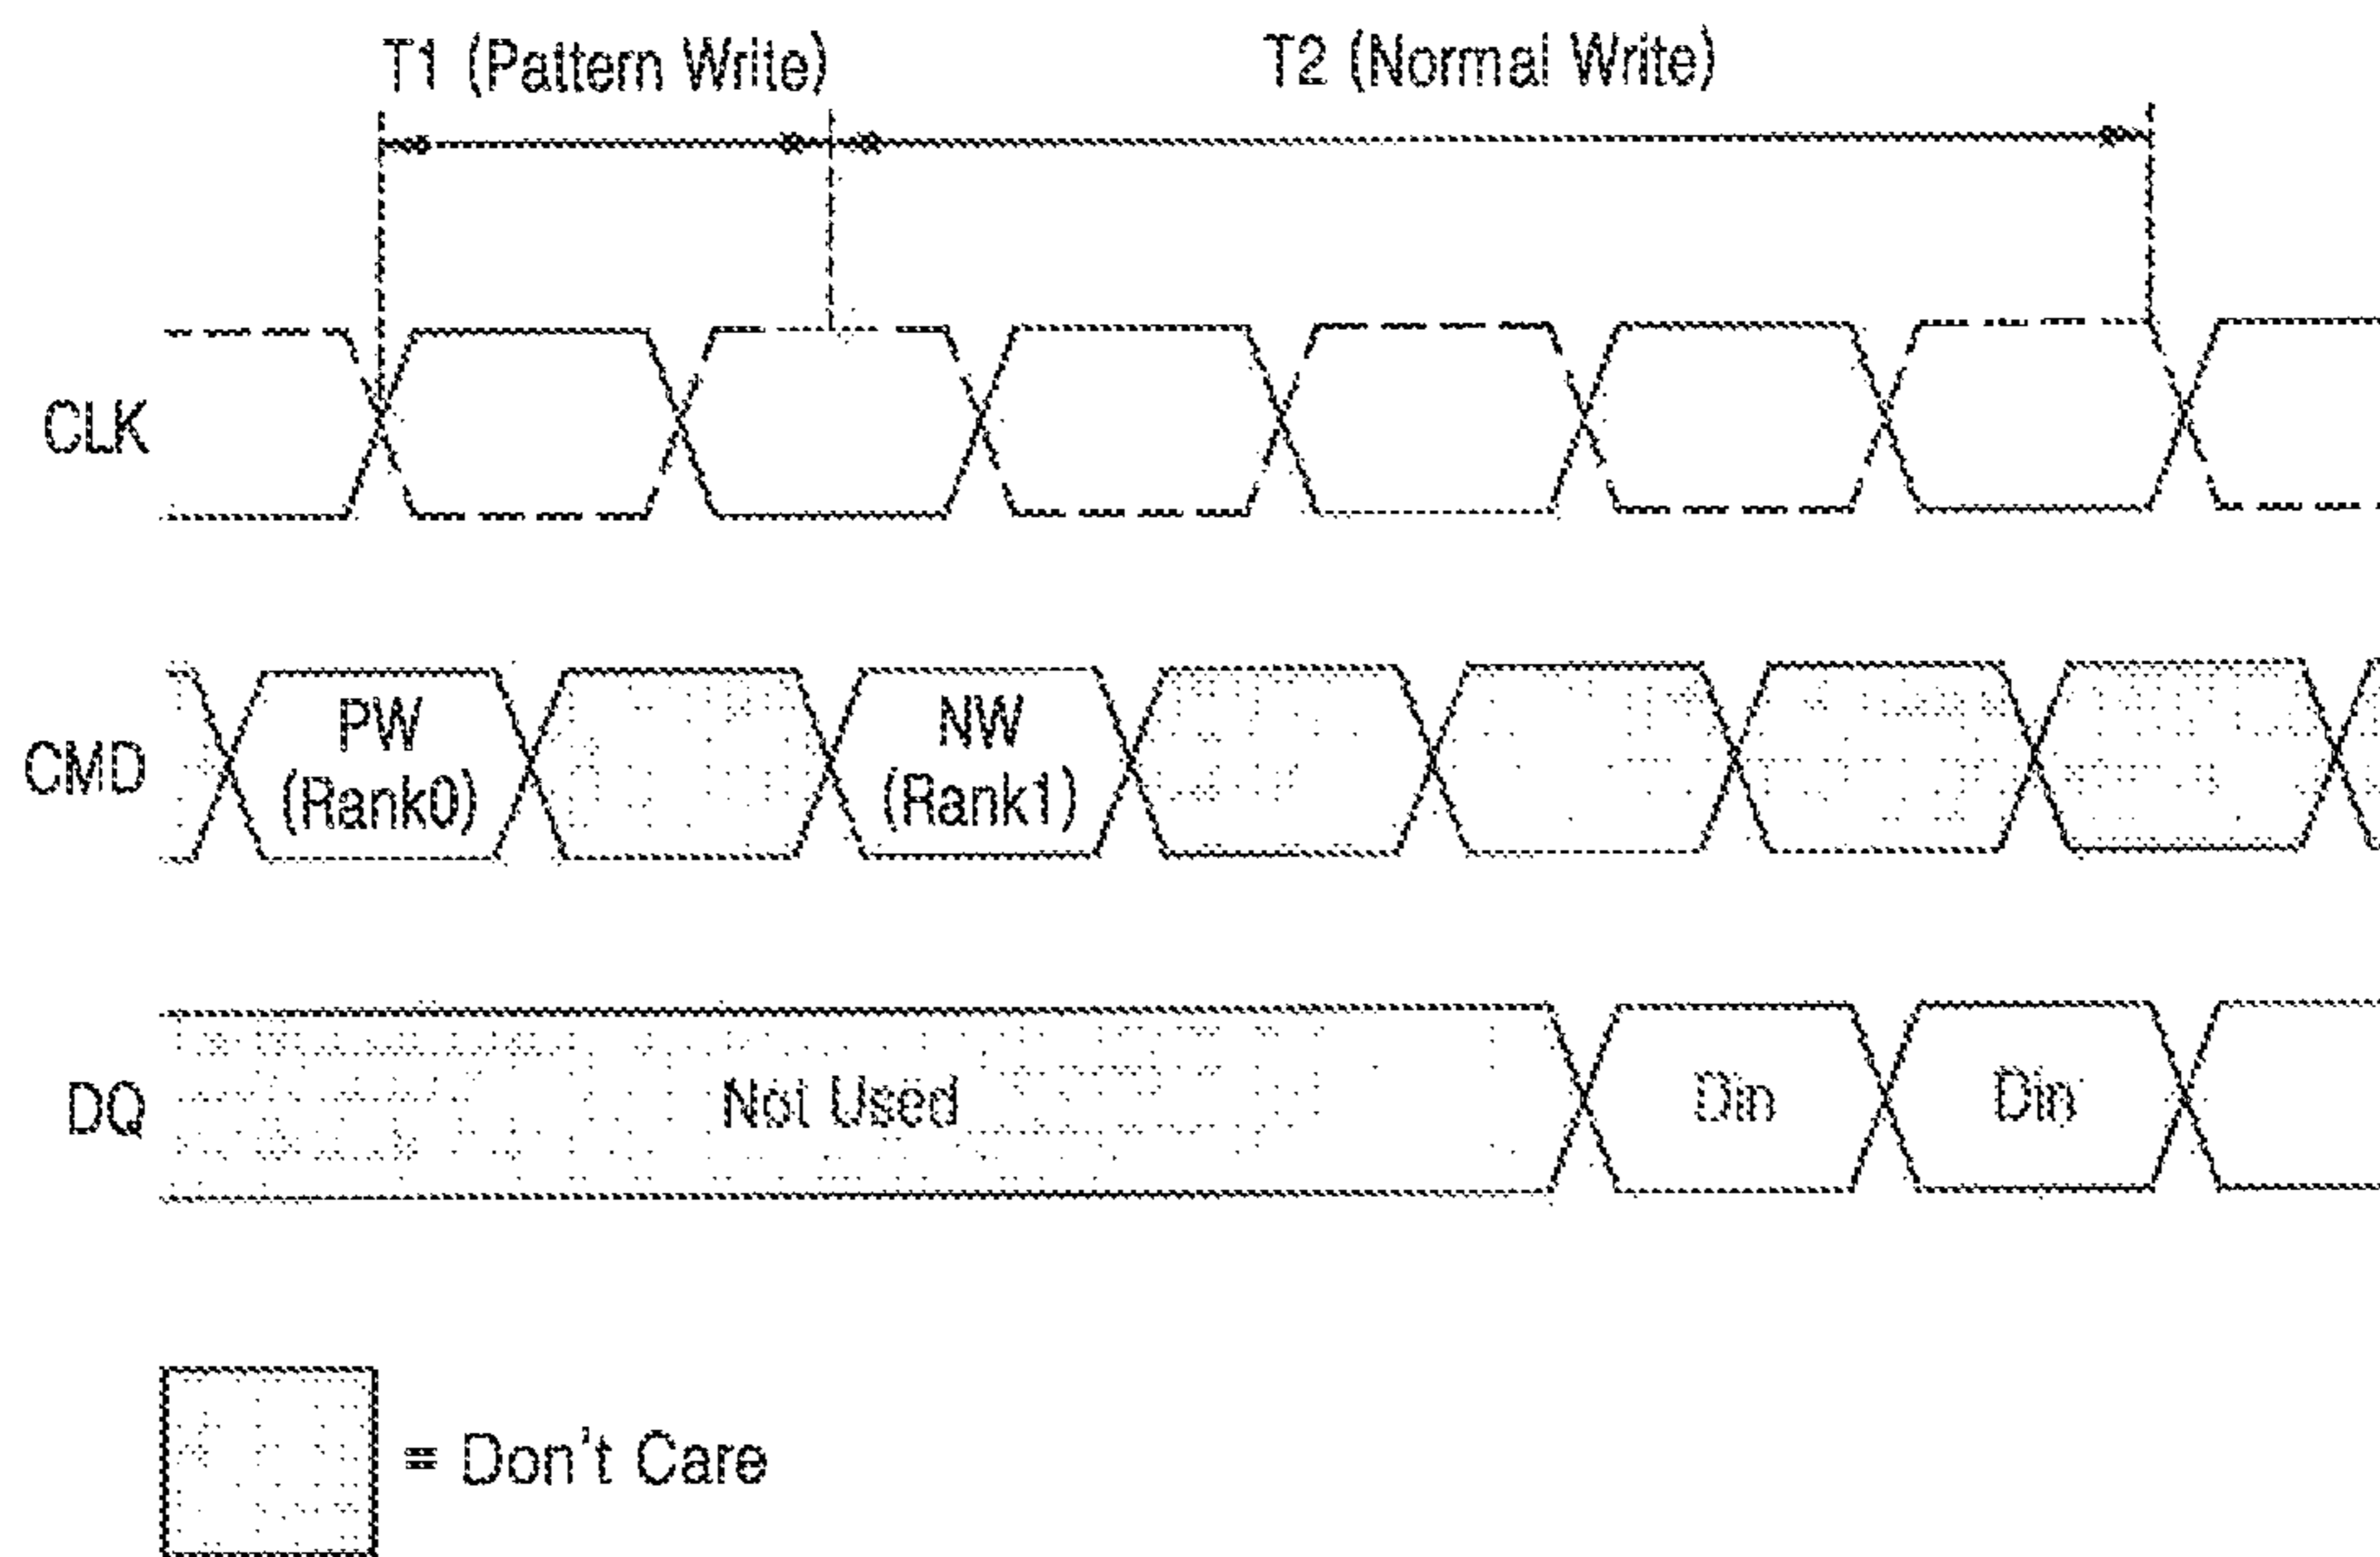 T1 (Pattern Write)
T2 (Normal Write)
CLK
CMD
PW
(Rank0)
NW
(Rank1)
DQ
Not Used
Din
Din
= Don't Care